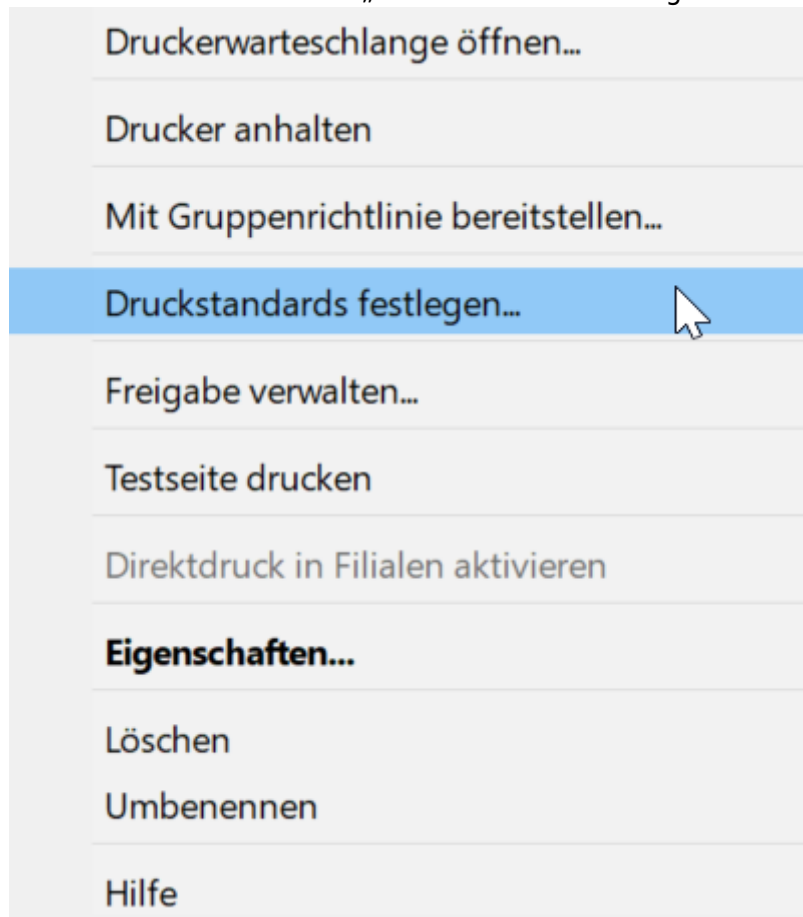 Druckerwarteschlange öffnen...
Drucker anhalten
Mit Gruppenrichtlinie bereitstellen...
Druckstandards festlegen...
Freigabe verwalten...
Testseite drucken
Direktdruck in Filialen aktivieren
Eigenschaften...
Löschen
Umbenennen
Hilfe